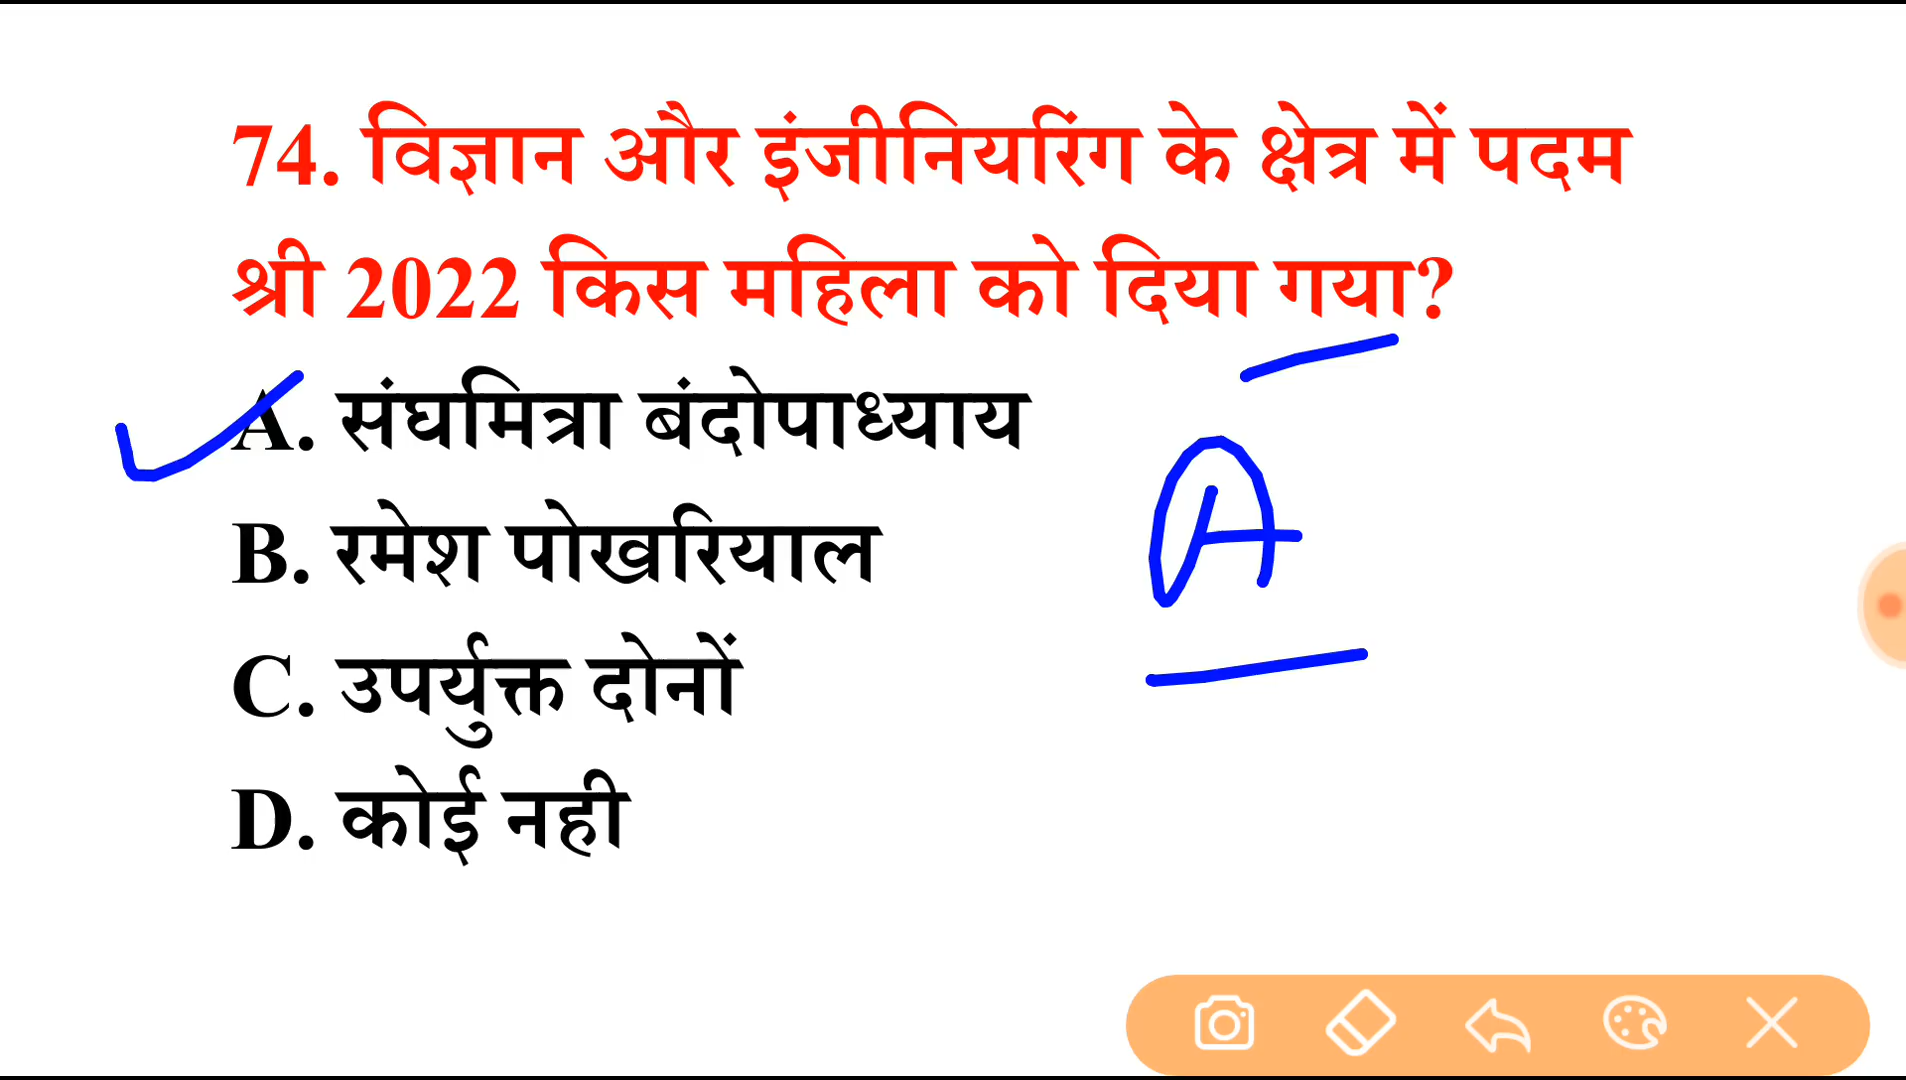 74. विज्ञान और इंजीनियरिंग के क्षेत्र में पदम
श्री 2022 किस महिला को दिया गया?
A. संघमित्रा बंदोपाध्याय
A
B. रमेश पोखरियाल
C. उपर्युक्त दोनों
D. कोई नही